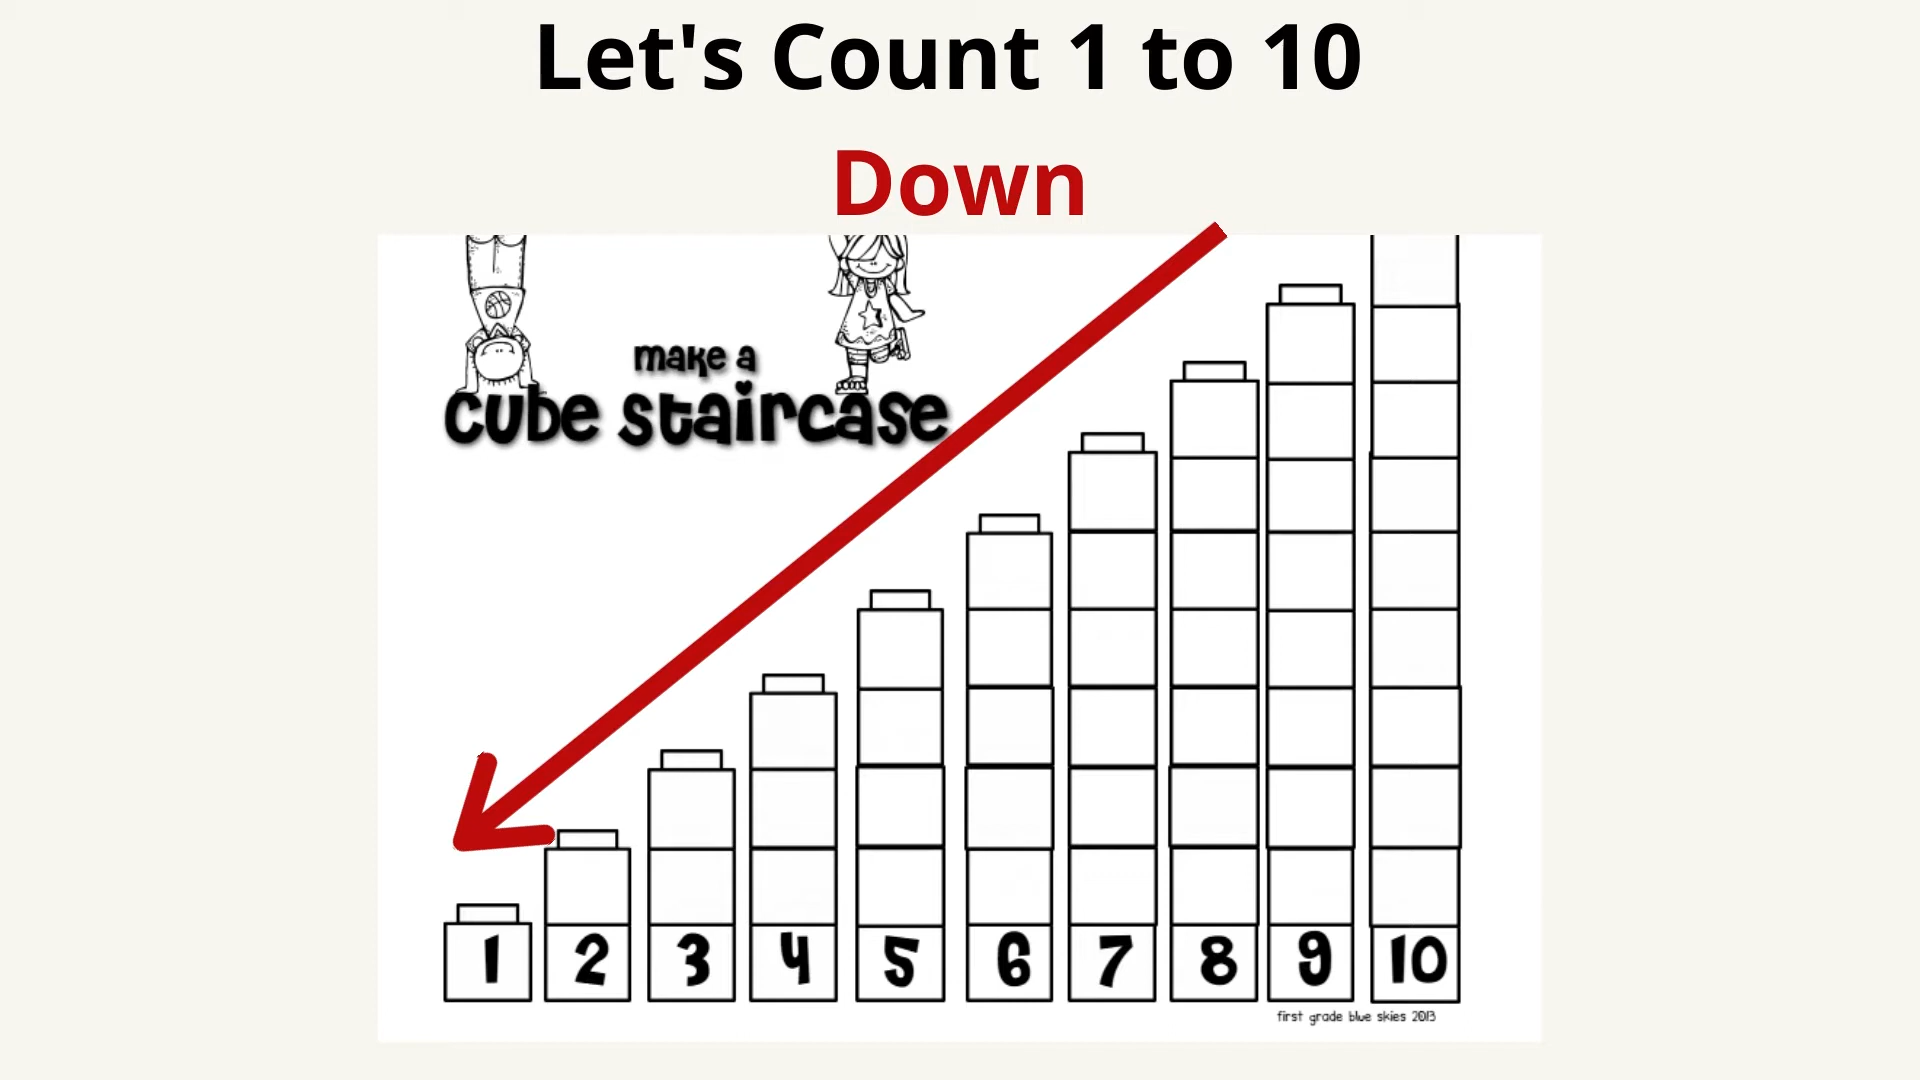 Let's Count 1 to 10
Down
make a
cube staircase
1 2 3 4 5 6 7 8 9 10
first grade blue skies 2013